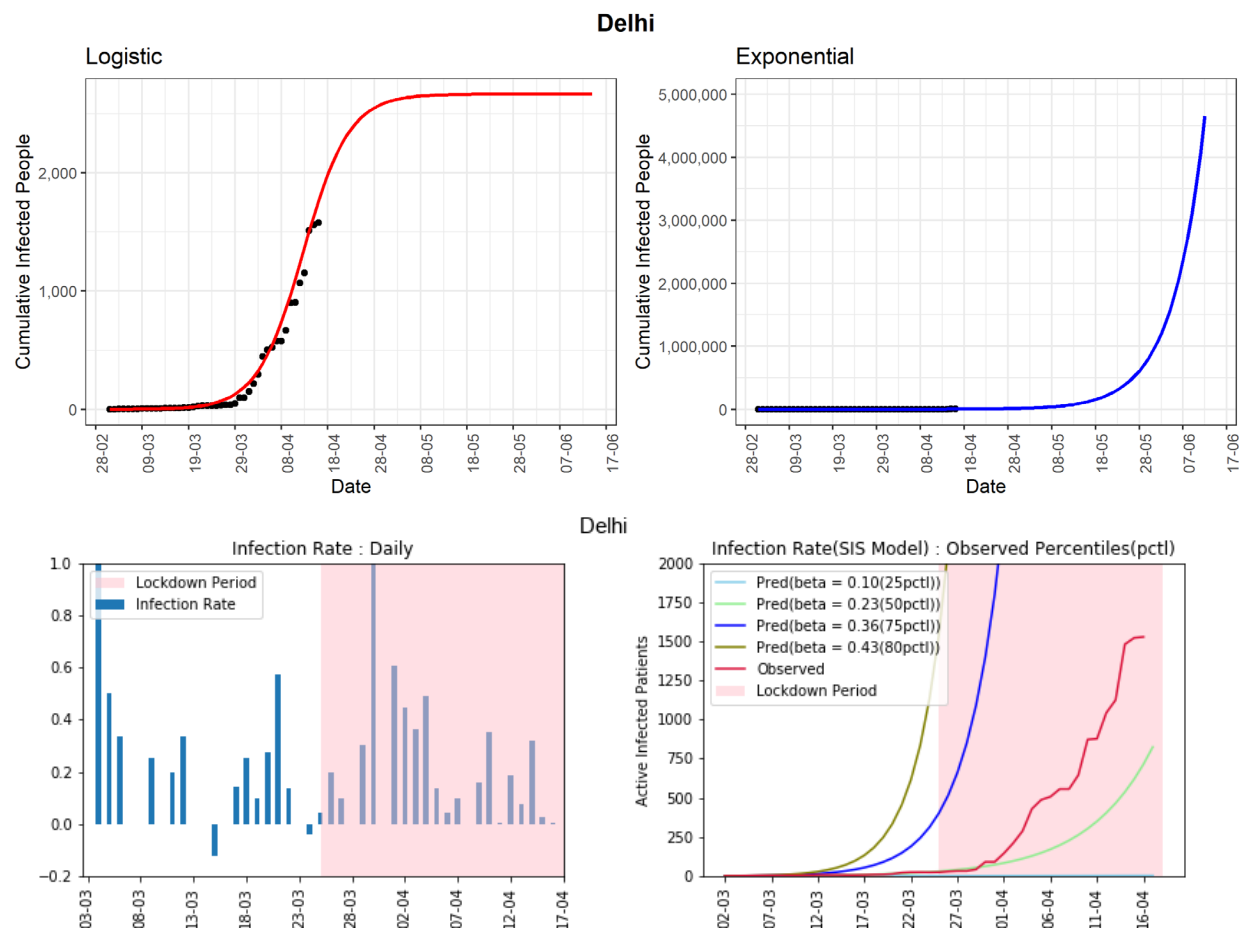 Delhi
Logistic
Cumulative Infected People
2,000
1,000
0
28-02 09-03 19-03 29-03 08-04 18-04 28-04 08-05 18-05 28-05 07-06 17-06
Date
Exponential
Cumulative Infected People
5,000,000
4,000,000
3,000,000
2,000,000
1,000,000
0
28-02 09-03 19-03 29-03 08-04 18-04 28-04 08-05 18-05 28-05 07-06 17-06
Date
Delhi
Infection Rate : Daily
1.0
0.8
0.6
0.4
0.2
0.0
−0.2
Lockdown Period
Infection Rate
03-03 08-03 13-03 18-03 23-03 28-03 02-04 07-04 12-04 17-04
Infection Rate(SIS Model) : Observed Percentiles(pctl)
Active Infected Patients
2000
1750
1500
1250
1000
750
500
250
0
Pred(beta = 0.10(25pctl))
Pred(beta = 0.23(50pctl))
Pred(beta = 0.36(75pctl))
Pred(beta = 0.43(80pctl))
Observed
Lockdown Period
02-03 07-03 12-03 17-03 22-03 27-03 01-04 06-04 11-04 16-04